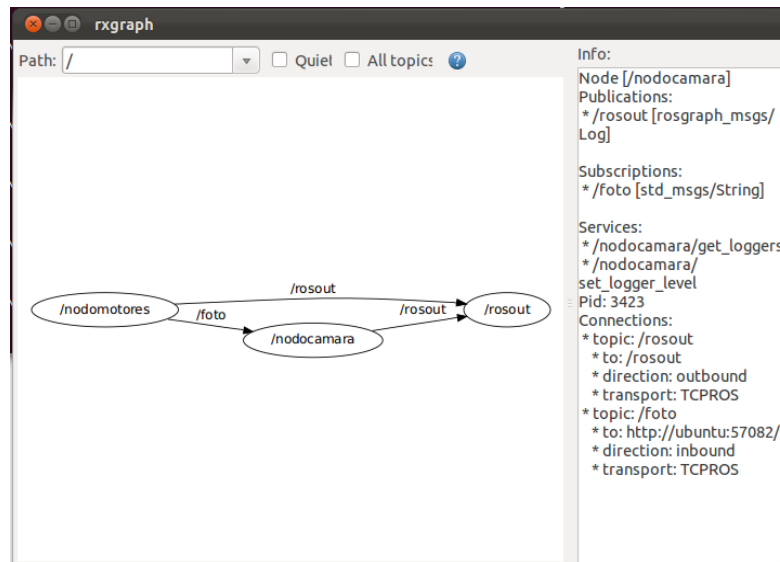 rxgraph
Path: / Quiet All topics ?
Info:
Node [/nodocamara]
Publications:
* /rosout [rosgraph_msgs/
Log]
Subscriptions:
* /foto [std_msgs/String]
Services:
* /nodocamara/get_loggers
* /nodocamara/
set_logger_level
Pid: 3423
Connections:
* topic: /rosout
* to: /rosout
* direction: outbound
* transport: TCPROS
* topic: /foto
* to: http://ubuntu:57082/
* direction: inbound
* transport: TCPROS
/rosout
/nodomotores
/foto
/rosout
/rosout
/nodocamara